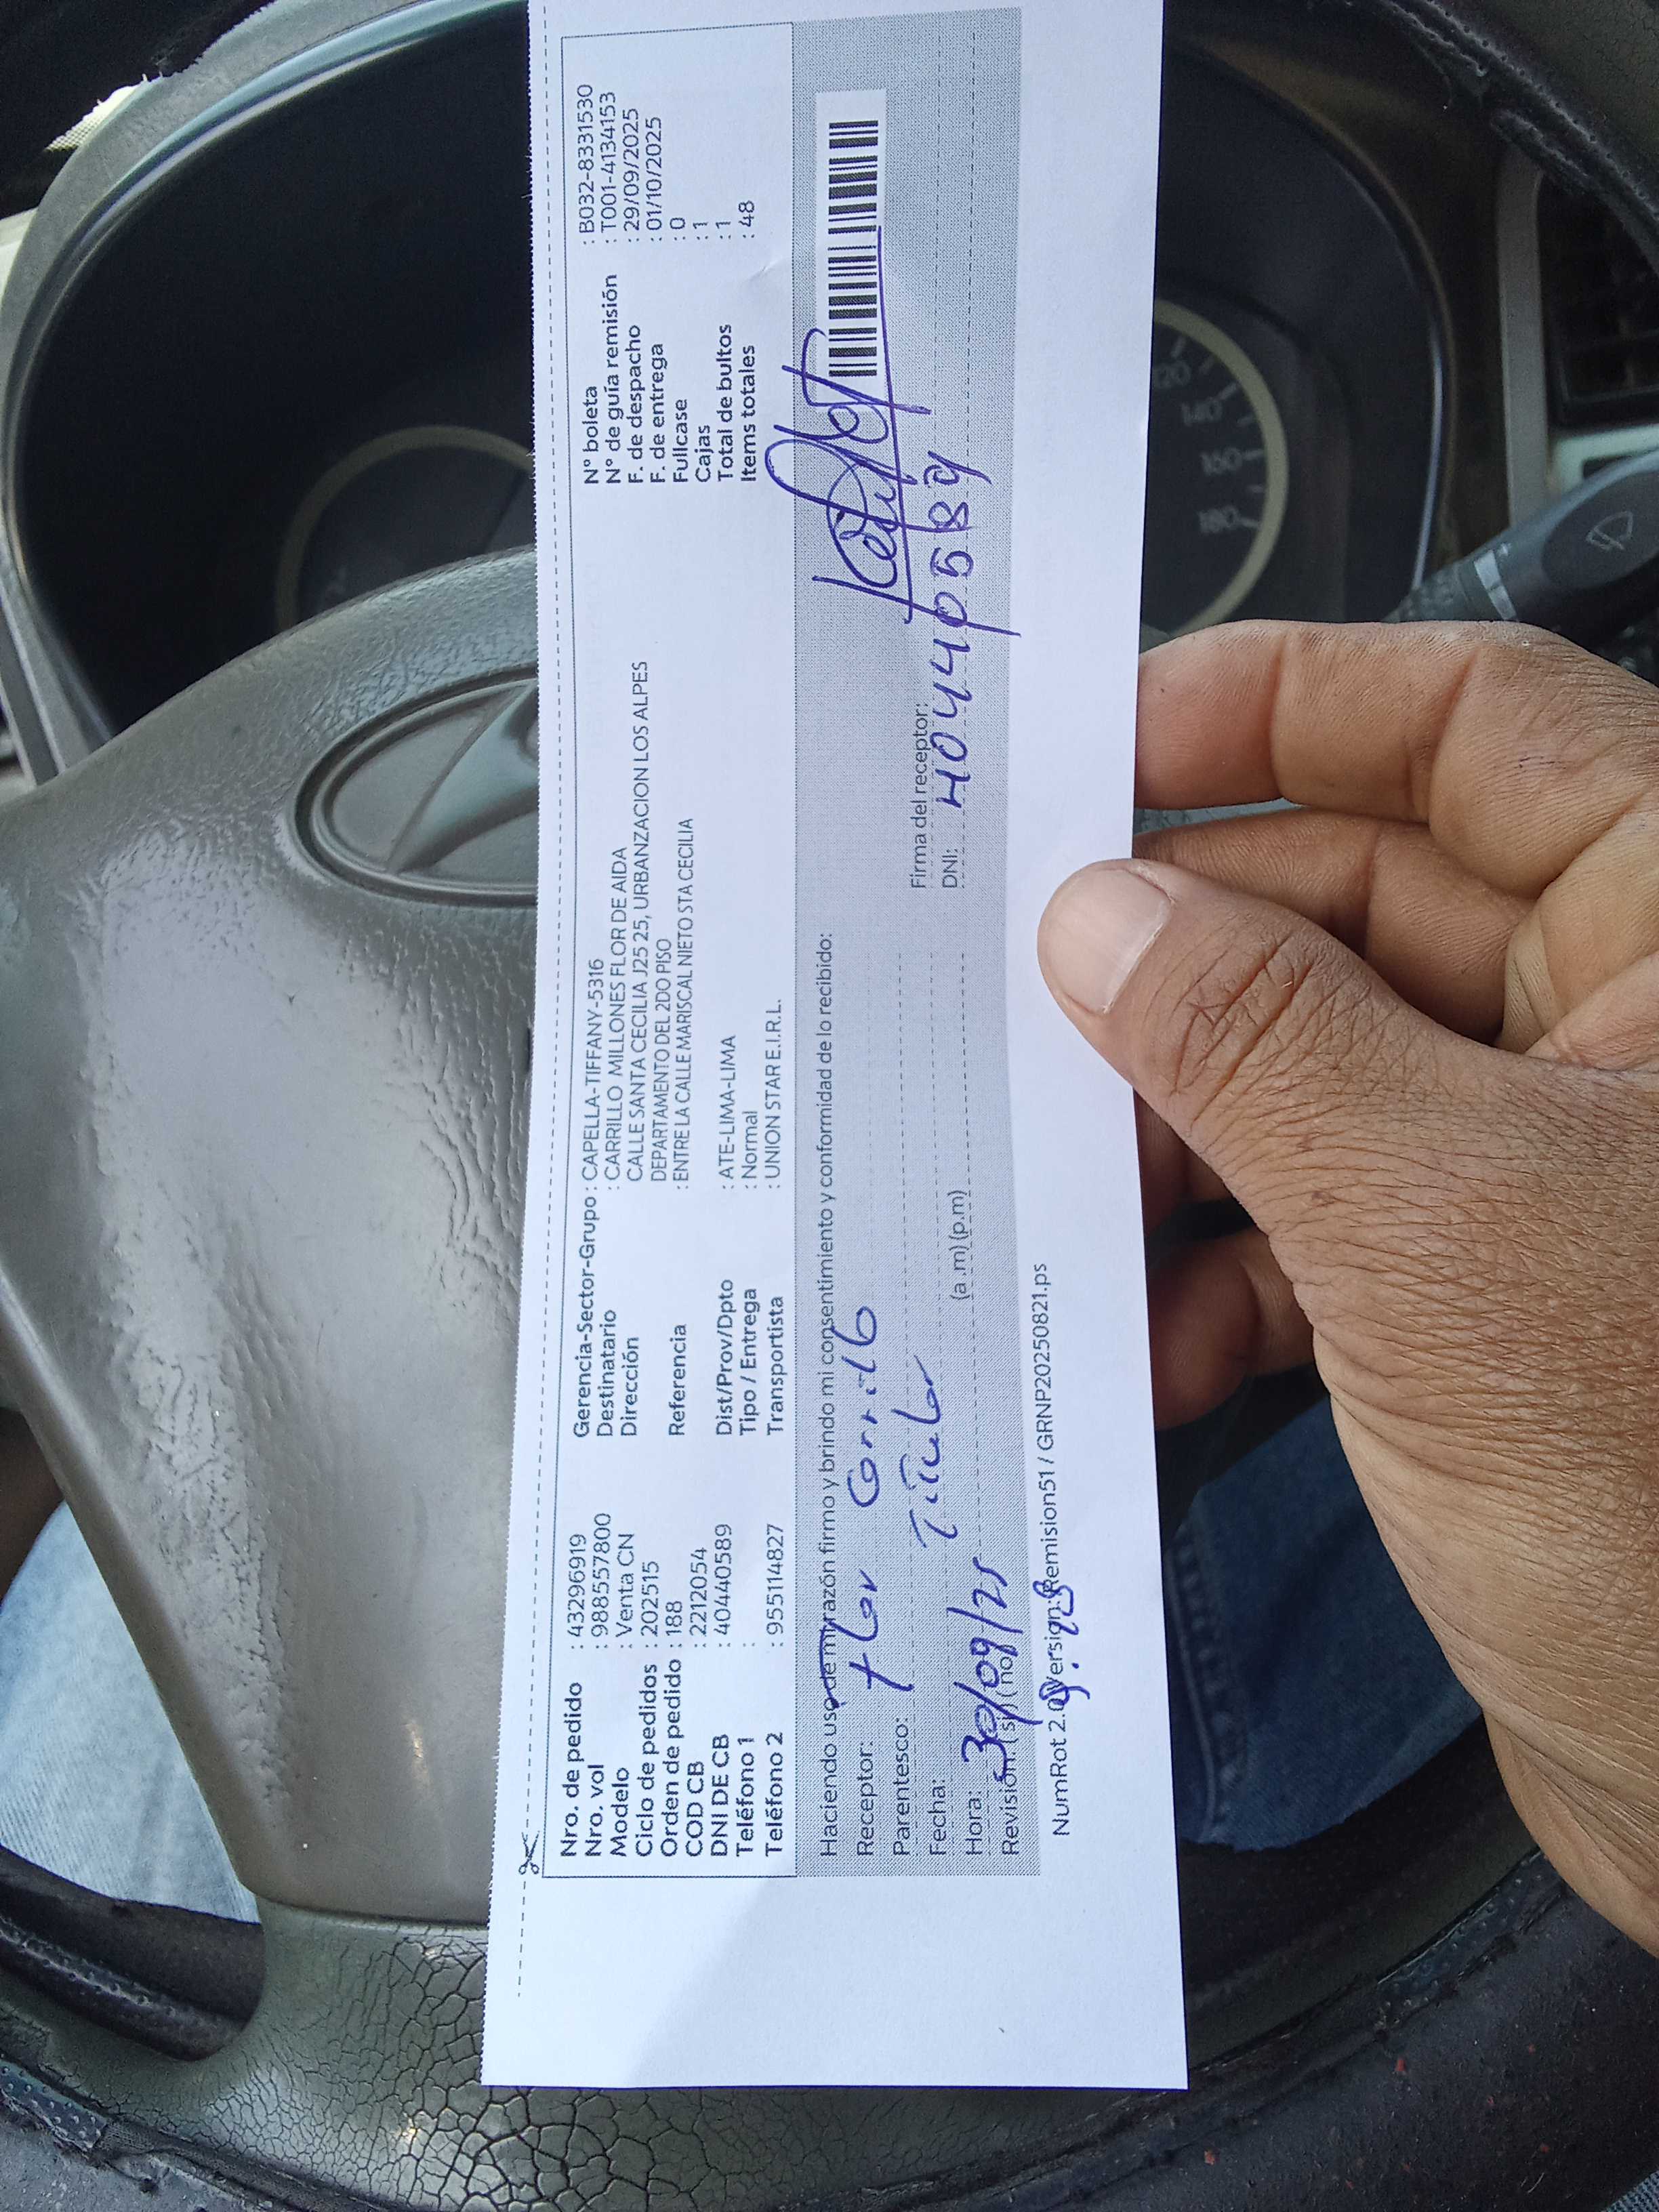 Nro. de pedido : 43296919
Nro. vol : 988557800
Modelo : Venta CN
Ciclo de pedidos : 202515
Orden de pedido : 188
COD CB : 2212054
DNI DE CB : 40440589
Teléfono 1 :
Teléfono 2 : 955114827
Gerencia-Sector-Grupo : CAPELLA-TIFFANY-5316
Destinatario : CARRILLO MILLONES FLOR DE AIDA
Dirección CALLE SANTA CECILIA J25 25, URBANZACION LOS ALPES
DEPARTAMENTO DEL 2DO PISO
Referencia : ENTRE LA CALLE MARISCAL NIETO STA CECILIA
Dist/Prov/Dpto : ATE-LIMA-LIMA
Tipo / Entrega : Normal
Transportista : UNION STAR E.I.R.L.
N° boleta : B032-8331530
N° de guía remisión : T001-4134153
F. de despacho : 29/09/2025
F. de entrega : 01/10/2025
Fullcase : 0
Cajas : 1
Total de bultos : 1
Items totales : 48
Haciendo uso de mi razón firmo y brindo mi consentimiento y conformidad de lo recibido:
Receptor: Flor Carrillo
Parentesco: Titular
Fecha:
Hora: 30/09/25 (a.m) (p.m)
Revisión: (si) (no)
Firma del receptor:
DNI: 40440589
NumRot 2.0 Version: Remision51 / GRNP20250821.ps
120
140
160
180